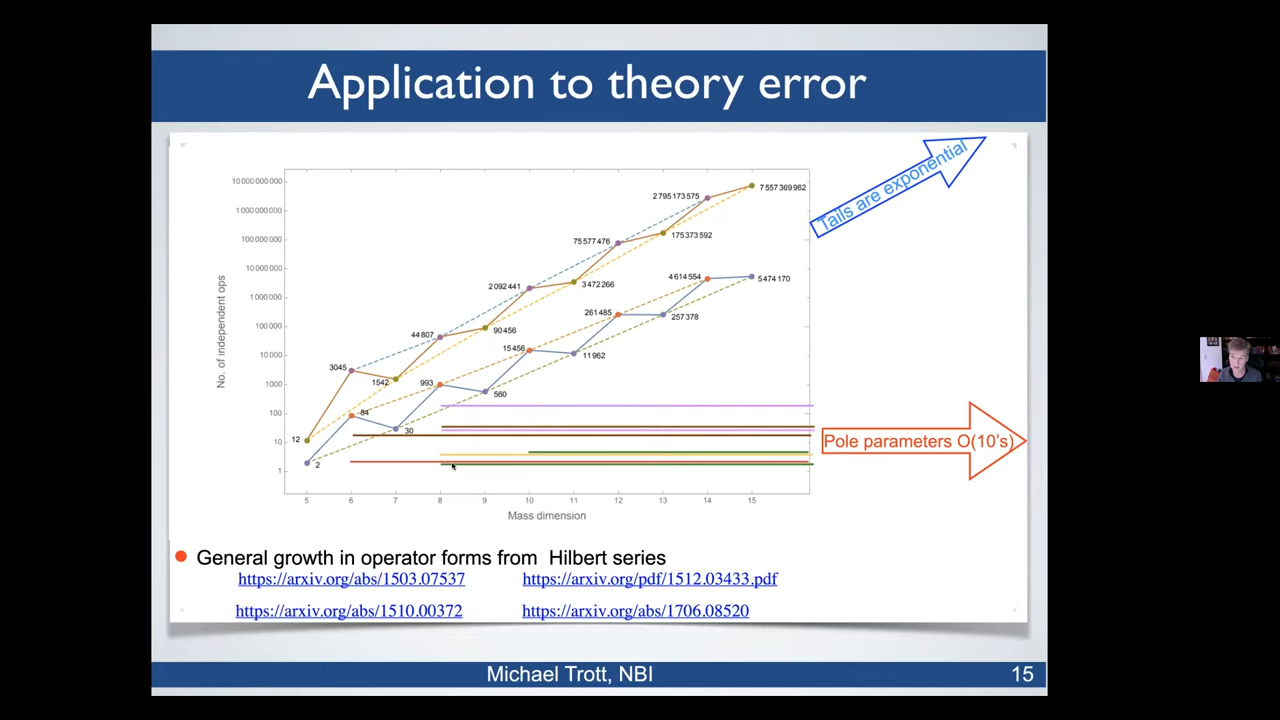 Application to theory error
Tails are exponential
10 000 000 000
1 000 000 000
100 000 000
10 000 000
1 000 000
100 000
10 000
1000
100
10
1
No. of independent ops
12
3045
1542
44 807
90 456
2 092 441
3 472 266
75 577 476
175 373 592
2 795 173 575
7 557 369 962
2
84
30
993
560
15 456
11 962
261 485
257 378
4 614 554
5 474 170
5 6 7 8 9 10 11 12 13 14 15
Mass dimension
Pole parameters O(10's)
General growth in operator forms from Hilbert series
https://arxiv.org/abs/1503.07537 https://arxiv.org/pdf/1512.03433.pdf
https://arxiv.org/abs/1510.00372 https://arxiv.org/abs/1706.08520
Michael Trott, NBI 15